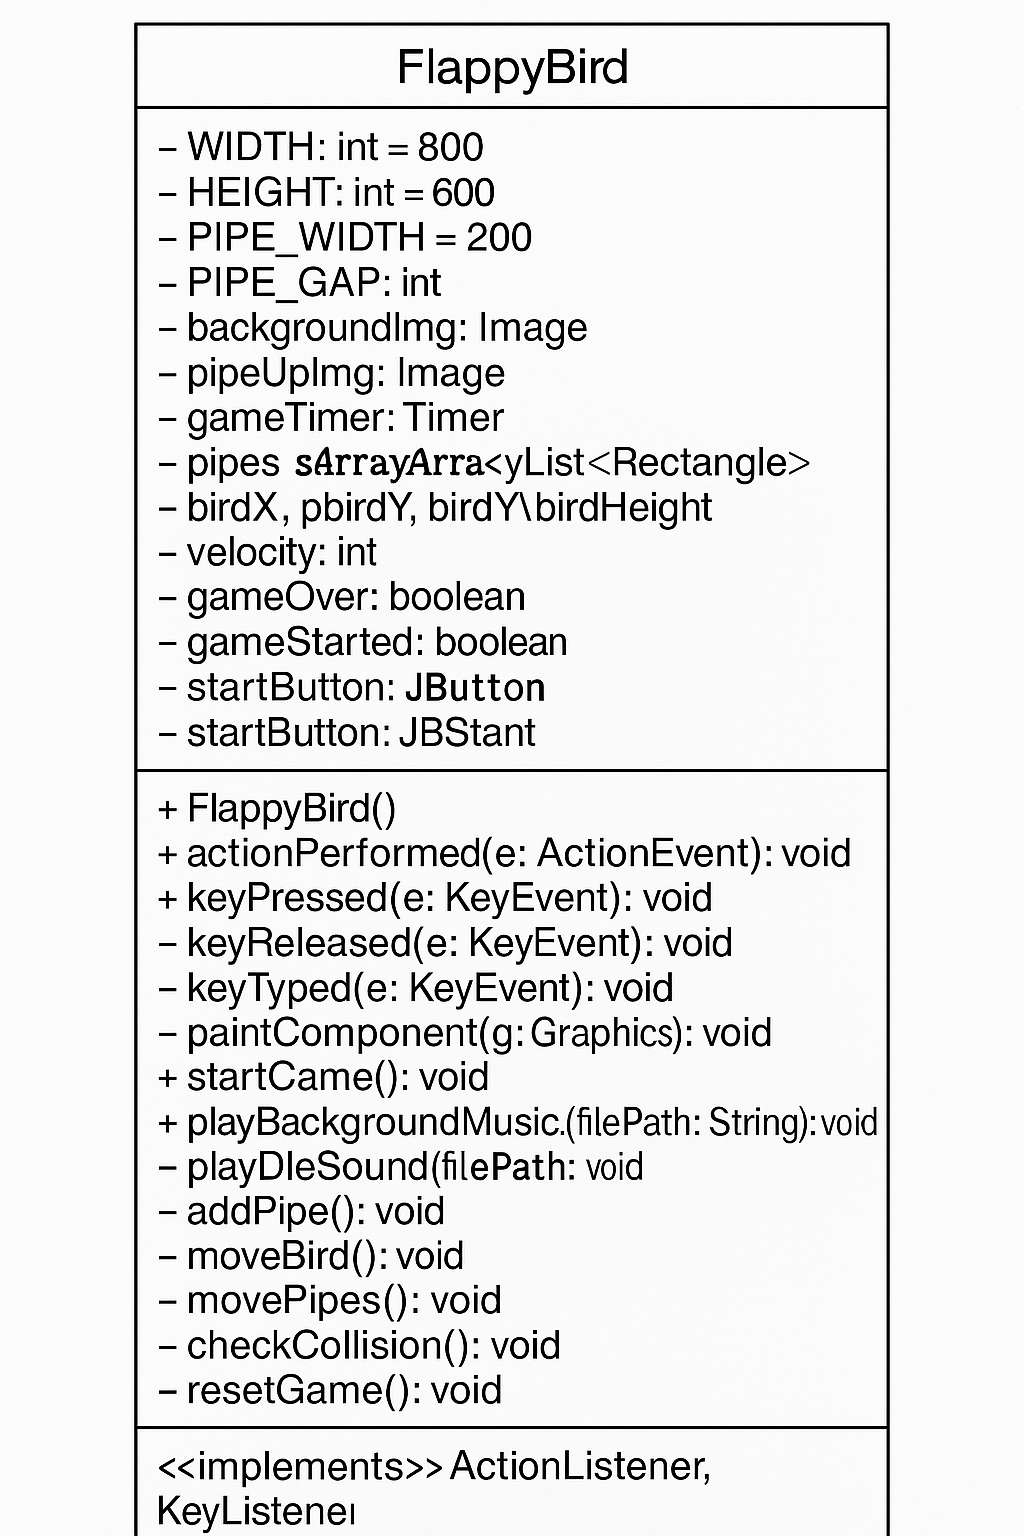 FlappyBird
– WIDTH: int = 800
– HEIGHT: int = 600
– PIPE_WIDTH = 200
– PIPE_GAP: int
– backgroundImg: Image
– pipeUpImg: Image
– gameTimer: Timer
– pipes sArrayArra<yList<Rectangle>
– birdX, pbirdY, birdY\birdHeight
– velocity: int
– gameOver: boolean
– gameStarted: boolean
– startButton: JButton
– startButton: JBStant
+ FlappyBird()
+ actionPerformed(e: ActionEvent): void
+ keyPressed(e: KeyEvent): void
– keyReleased(e: KeyEvent): void
– keyTyped(e: KeyEvent): void
– paintComponent(g: Graphics): void
+ startCame(): void
+ playBackgroundMusic.(filePath: String): void
– playDleSound(filePath: void
– addPipe(): void
– moveBird(): void
– movePipes(): void
– checkCollision(): void
– resetGame(): void
<<implements>> ActionListener,
KeyListener